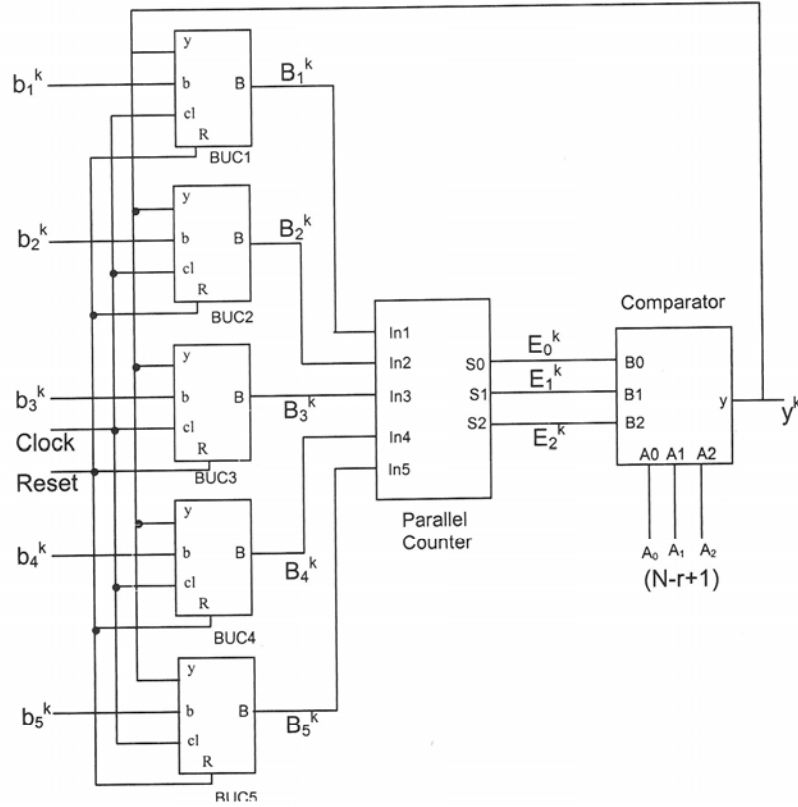 y
b₁ᵏ
b
B
B₁ᵏ
cl
R
BUC1
y
b₂ᵏ
b
B
B₂ᵏ
cl
R
BUC2
y
b₃ᵏ
b
B
B₃ᵏ
cl
Clock
R
Reset
BUC3
y
b₄ᵏ
b
B
B₄ᵏ
cl
R
BUC4
y
b₅ᵏ
b
B
B₅ᵏ
cl
R
BUC5
In1
In2
In3
In4
In5
S0
S1
S2
Parallel
Counter
E₀ᵏ
E₁ᵏ
E₂ᵏ
Comparator
B0
B1
B2
y
yᵏ
A0 A1 A2
A₀ A₁ A₂
(N-r+1)